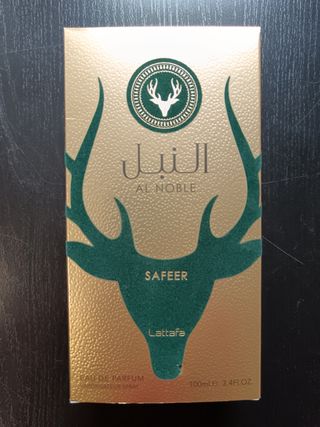 النبل
AL NOBLE
SAFEER
Lattafa
EAU DE PARFUM
100mL℮ 3.4FL.OZ.